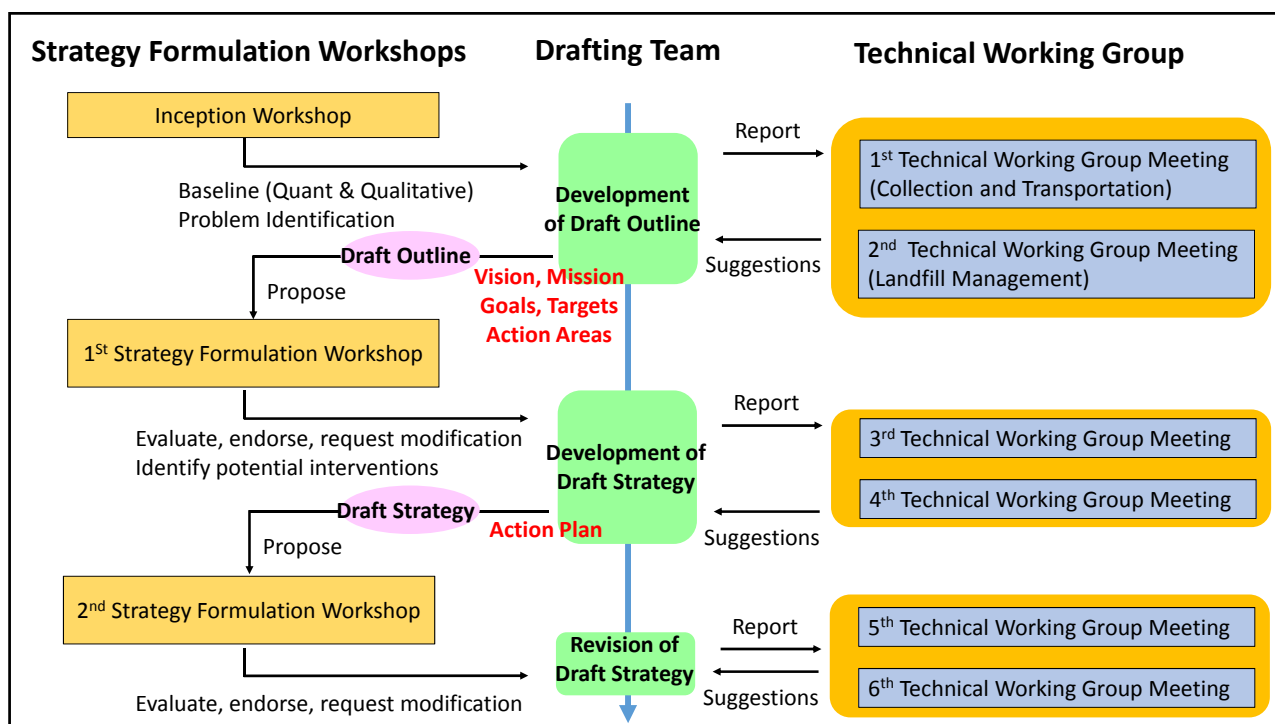 Strategy Formulation Workshops
Drafting Team
Technical Working Group
Inception Workshop
Baseline (Quant & Qualitative)
Problem Identification
Development
of Draft Outline
Report
Suggestions
1st Technical Working Group Meeting
(Collection and Transportation)
2nd Technical Working Group Meeting
(Landfill Management)
Draft Outline
Vision, Mission
Goals, Targets
Action Areas
Propose
1St Strategy Formulation Workshop
Evaluate, endorse, request modification
Identify potential interventions
Development of
Draft Strategy
Report
Suggestions
3rd Technical Working Group Meeting
4th Technical Working Group Meeting
Draft Strategy
Action Plan
Propose
2nd Strategy Formulation Workshop
Evaluate, endorse, request modification
Revision of
Draft Strategy
Report
Suggestions
5th Technical Working Group Meeting
6th Technical Working Group Meeting